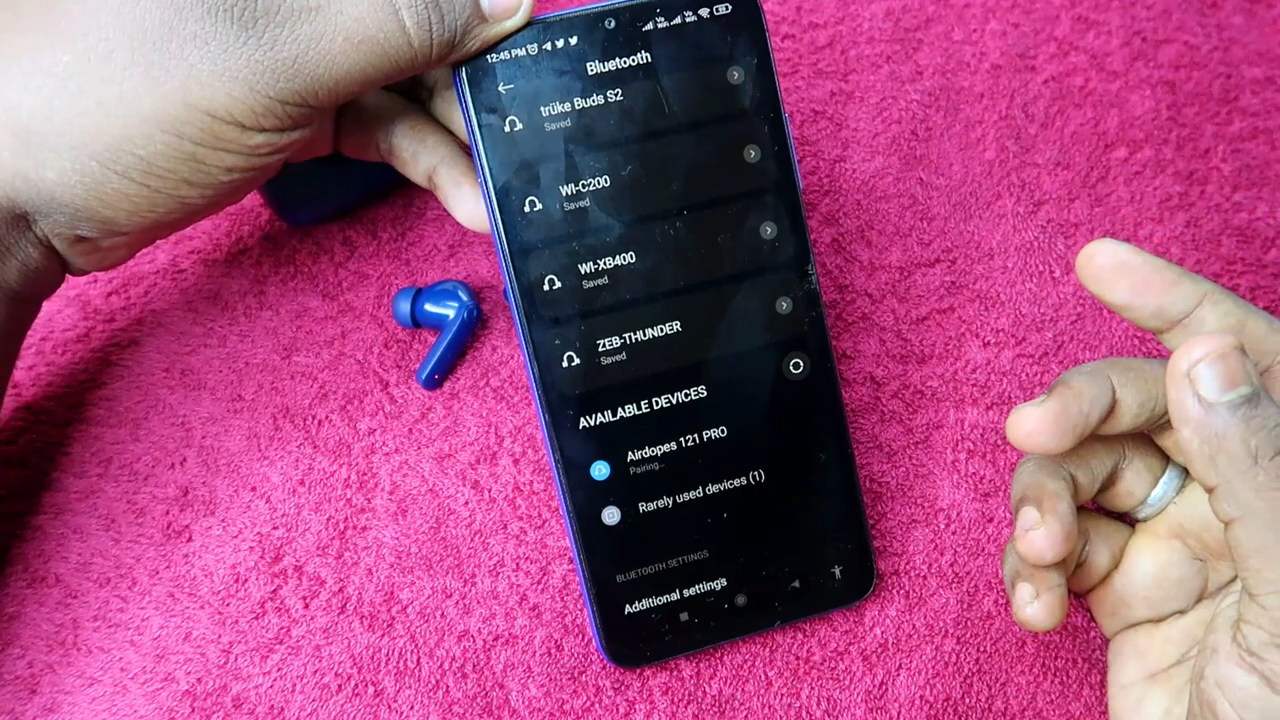 12:45 PM
Bluetooth
trüke Buds S2
Saved
WI-C200
Saved
WI-XB400
Saved
ZEB-THUNDER
Saved
AVAILABLE DEVICES
Airdopes 121 PRO
Pairing...
Rarely used devices (1)
BLUETOOTH SETTINGS
Additional settings